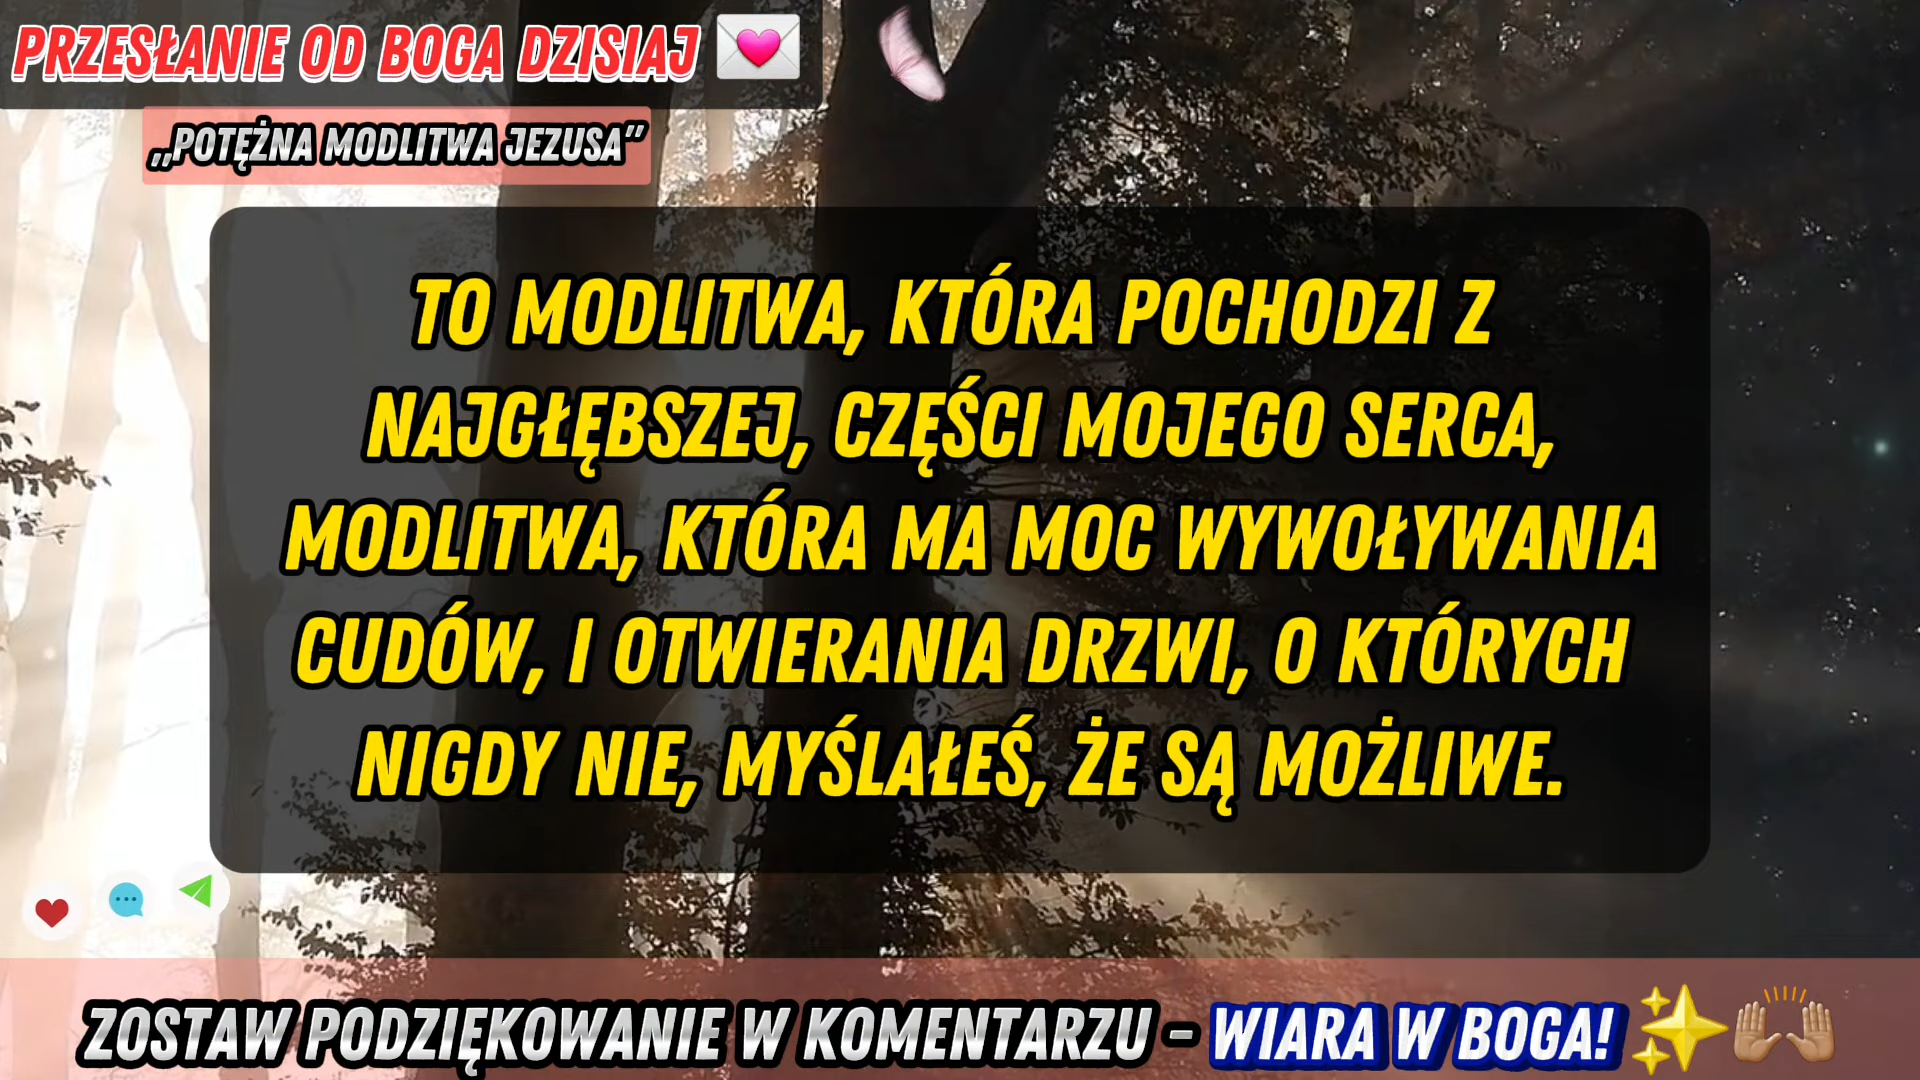 PRZESŁANIE OD BOGA DZISIAJ
,,POTĘŻNA MODLITWA JEZUSA”
TO MODLITWA, KTÓRA POCHODZI Z
NAJGŁĘBSZEJ, CZĘŚCI MOJEGO SERCA,
MODLITWA, KTÓRA MA MOC WYWOŁYWANIA
CUDÓW, I OTWIERANIA DRZWI, O KTÓRYCH
NIGDY NIE, MYŚLAŁEŚ, ŻE SĄ MOŻLIWE.
ZOSTAW PODZIĘKOWANIE W KOMENTARZU - WIARA W BOGA!